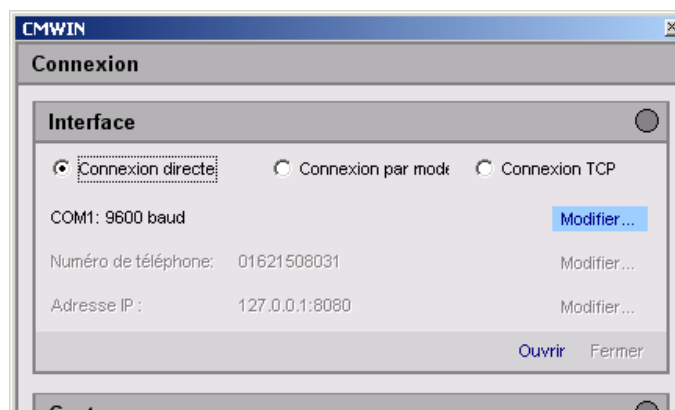 CMWIN
Connexion
Interface
Connexion directe Connexion par mode Connexion TCP
COM1: 9600 baud Modifier...
Numéro de téléphone: 01621508031 Modifier...
Adresse IP : 127.0.0.1:8080 Modifier...
Ouvrir Fermer